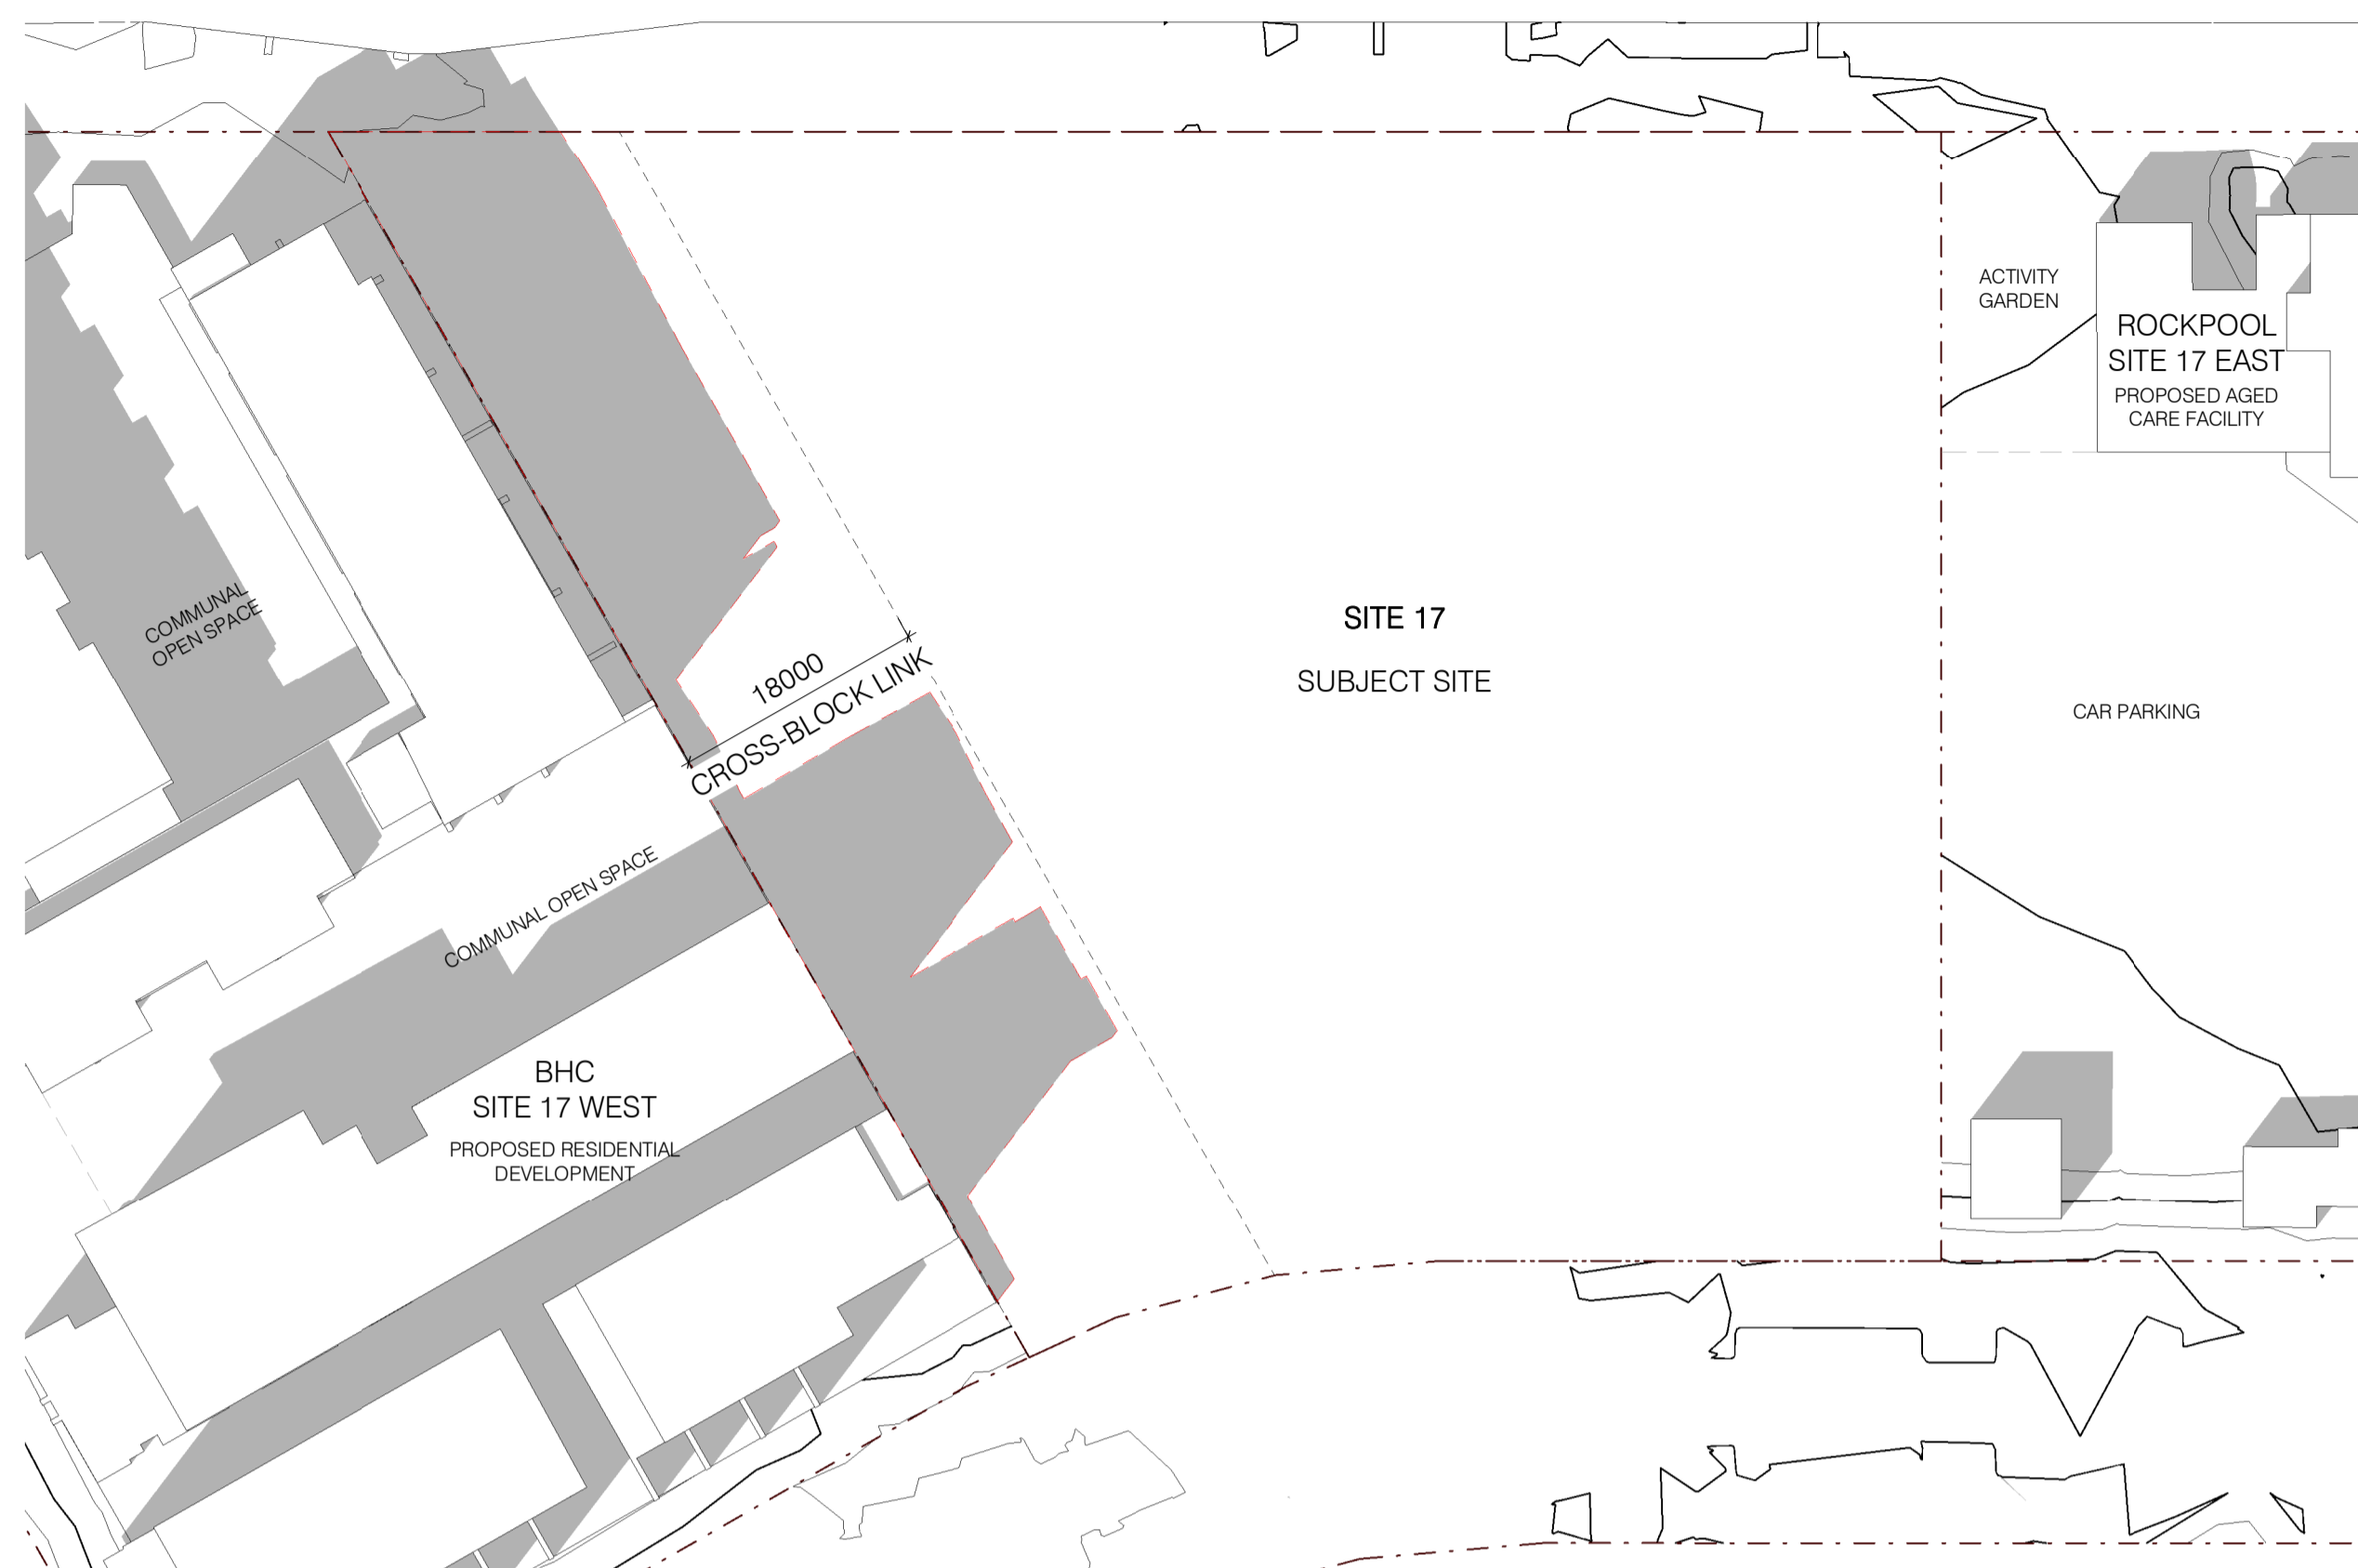 ACTIVITY
GARDEN
ROCKPOOL
SITE 17 EAST
PROPOSED AGED
CARE FACILITY
COMMUNAL
OPEN SPACE
SITE 17
SUBJECT SITE
18000
CROSS-BLOCK LINK
CAR PARKING
COMMUNAL OPEN SPACE
BHC
SITE 17 WEST
PROPOSED RESIDENTIAL
DEVELOPMENT